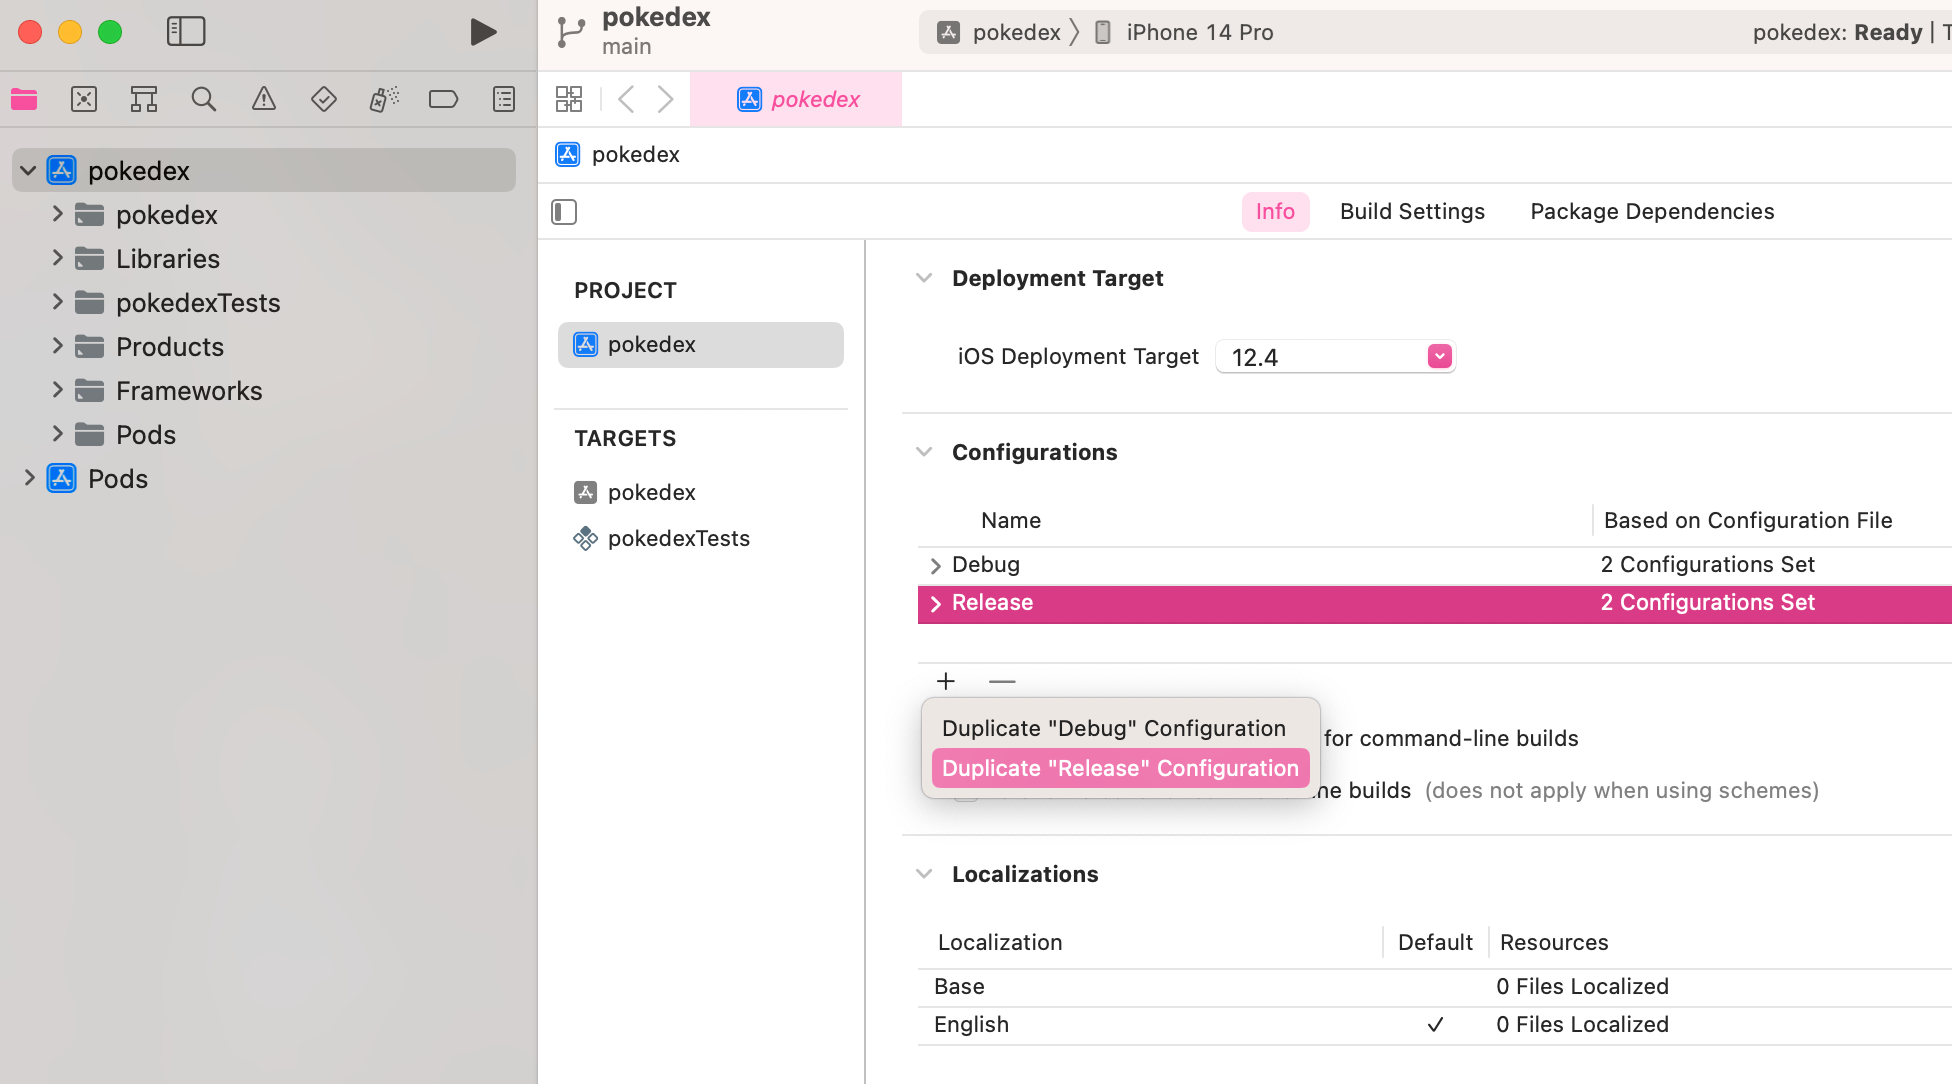 pokedex
main
pokedex
iPhone 14 Pro
pokedex: Ready |
pokedex
pokedex
pokedex
pokedex
Libraries
pokedexTests
Products
Frameworks
Pods
Pods
Info
Build Settings
Package Dependencies
PROJECT
pokedex
TARGETS
pokedex
pokedexTests
Deployment Target
iOS Deployment Target
12.4
Configurations
Name
Based on Configuration File
Debug
2 Configurations Set
Release
2 Configurations Set
Duplicate "Debug" Configuration
Duplicate "Release" Configuration
for command-line builds
builds (does not apply when using schemes)
Localizations
Localization
Default
Resources
Base
0 Files Localized
English
0 Files Localized